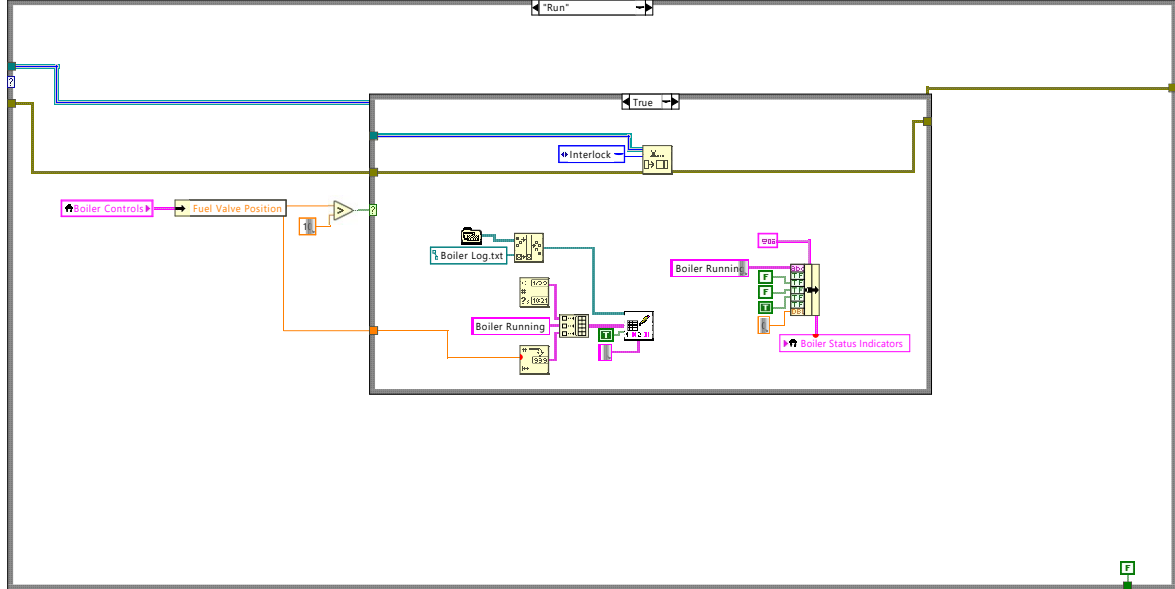 "Run"
True
Interlock
Boiler Controls
Fuel Valve Position
Boiler Log.txt
Boiler Running
F
F
T
Boiler Running
T
Boiler Status Indicators
F